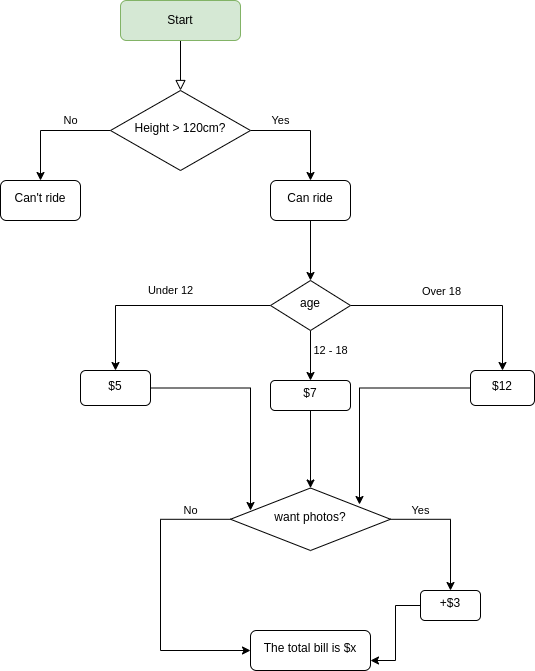 Start
Height > 120cm?
No
Yes
Can't ride
Can ride
age
Under 12
Over 18
12 - 18
$5
$7
$12
want photos?
No
Yes
+$3
The total bill is $x